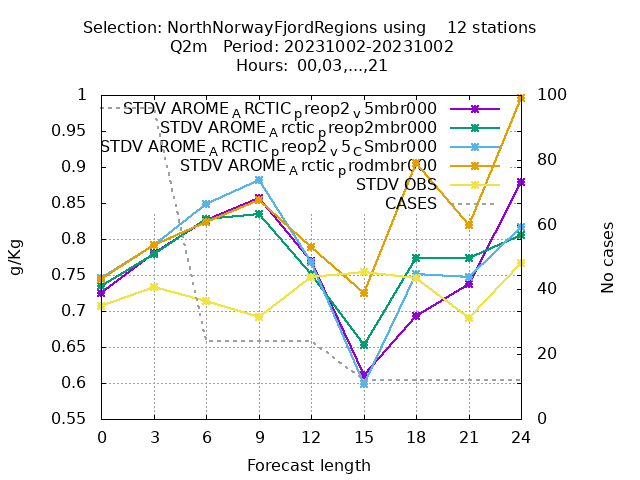 Selection: NorthNorwayFjordRegions using    12 stations
Q2m   Period: 20231002-20231002
Hours:  00,03,...,21
1
0.95
0.9
0.85
0.8
0.75
0.7
0.65
0.6
0.55
100
80
60
40
20
0
STDV AROME_ARCTIC_preop2_v5mbr000
STDV AROME_Arctic_preop2mbr000
STDV AROME_ARCTIC_preop2_v5_CSmbr000
STDV AROME_Arctic_prodmbr000
STDV OBS
CASES
g/Kg
No cases
0 3 6 9 12 15 18 21 24
Forecast length